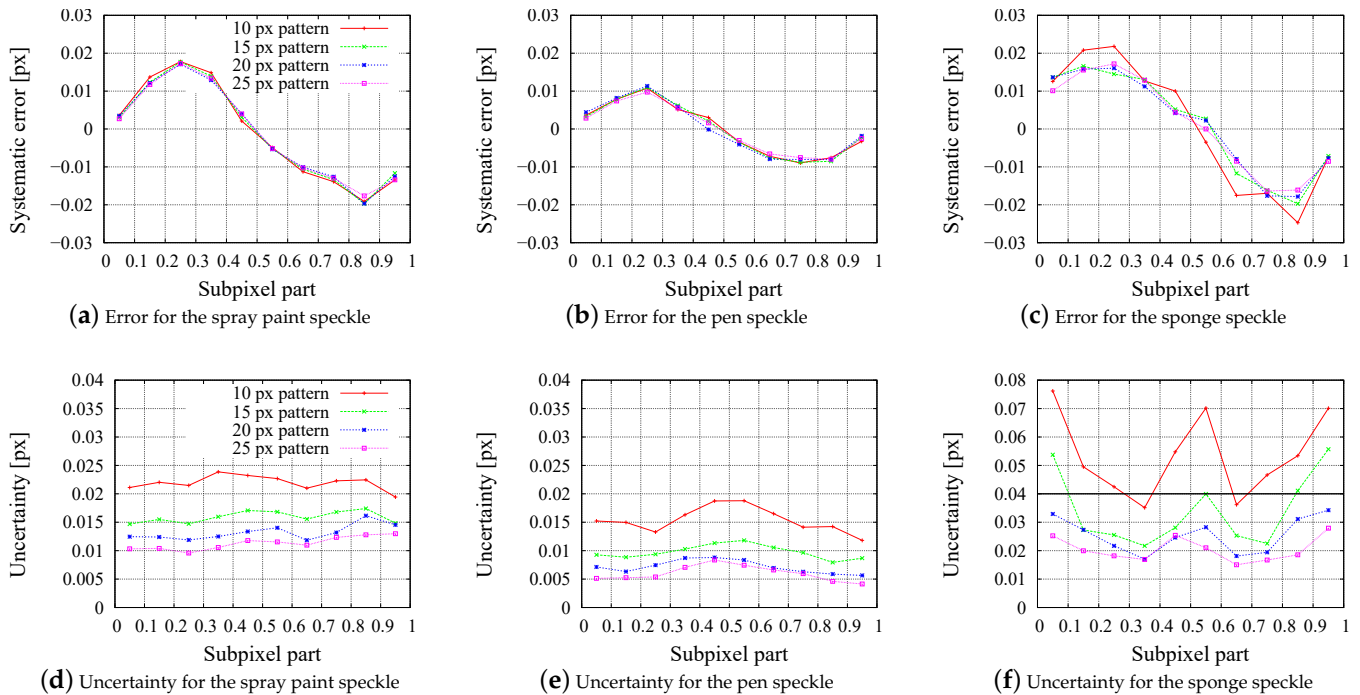 Systematic error [px]
0.03
0.02
0.01
0
−0.01
−0.02
−0.03
10 px pattern
15 px pattern
20 px pattern
25 px pattern
0 0.1 0.2 0.3 0.4 0.5 0.6 0.7 0.8 0.9 1
Subpixel part
(a) Error for the spray paint speckle
Systematic error [px]
0.03
0.02
0.01
0
−0.01
−0.02
−0.03
0 0.1 0.2 0.3 0.4 0.5 0.6 0.7 0.8 0.9 1
Subpixel part
(b) Error for the pen speckle
Systematic error [px]
0.03
0.02
0.01
0
−0.01
−0.02
−0.03
0 0.1 0.2 0.3 0.4 0.5 0.6 0.7 0.8 0.9 1
Subpixel part
(c) Error for the sponge speckle
Uncertainty [px]
0.04
0.035
0.03
0.025
0.02
0.015
0.01
0.005
0
10 px pattern
15 px pattern
20 px pattern
25 px pattern
0 0.1 0.2 0.3 0.4 0.5 0.6 0.7 0.8 0.9 1
Subpixel part
(d) Uncertainty for the spray paint speckle
Uncertainty [px]
0.04
0.035
0.03
0.025
0.02
0.015
0.01
0.005
0
0 0.1 0.2 0.3 0.4 0.5 0.6 0.7 0.8 0.9 1
Subpixel part
(e) Uncertainty for the pen speckle
Uncertainty [px]
0.08
0.07
0.06
0.05
0.04
0.03
0.02
0.01
0
0 0.1 0.2 0.3 0.4 0.5 0.6 0.7 0.8 0.9 1
Subpixel part
(f) Uncertainty for the sponge speckle